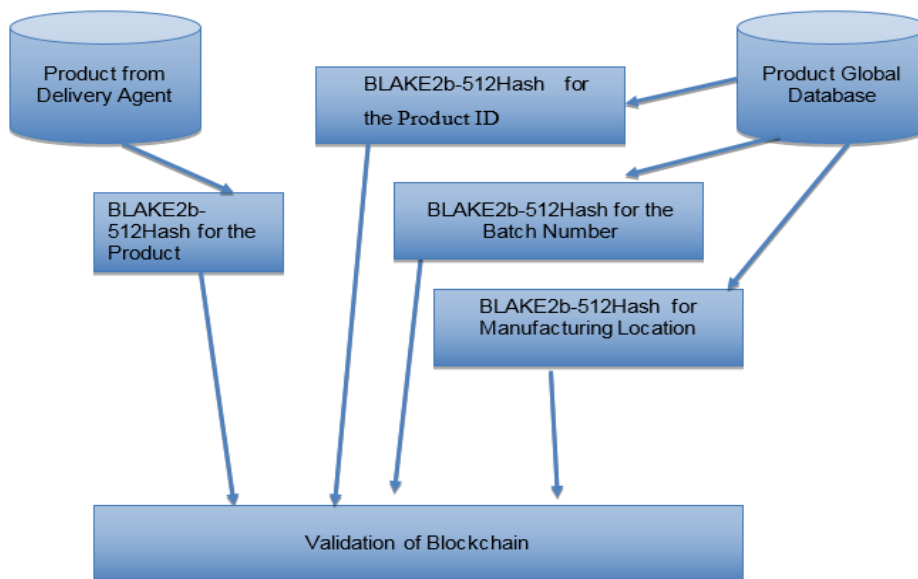 Product from
Delivery Agent
BLAKE2b-512Hash for
the Product ID
Product Global
Database
BLAKE2b-
512Hash for the
Product
BLAKE2b-512Hash for the
Batch Number
BLAKE2b-512Hash for
Manufacturing Location
Validation of Blockchain